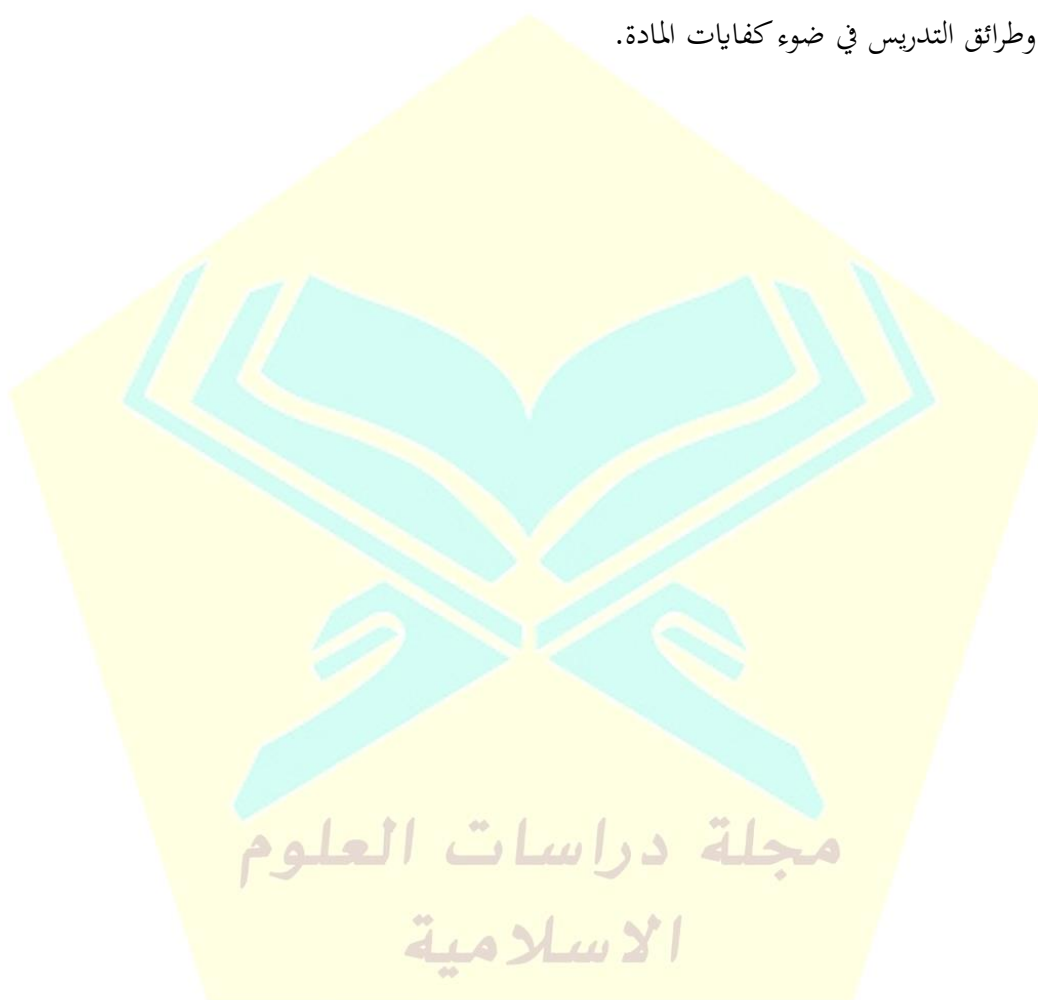 وطرائق التدريس في ضوء كفايات المادة.
مجلة دراسات العلوم
الاسلامية